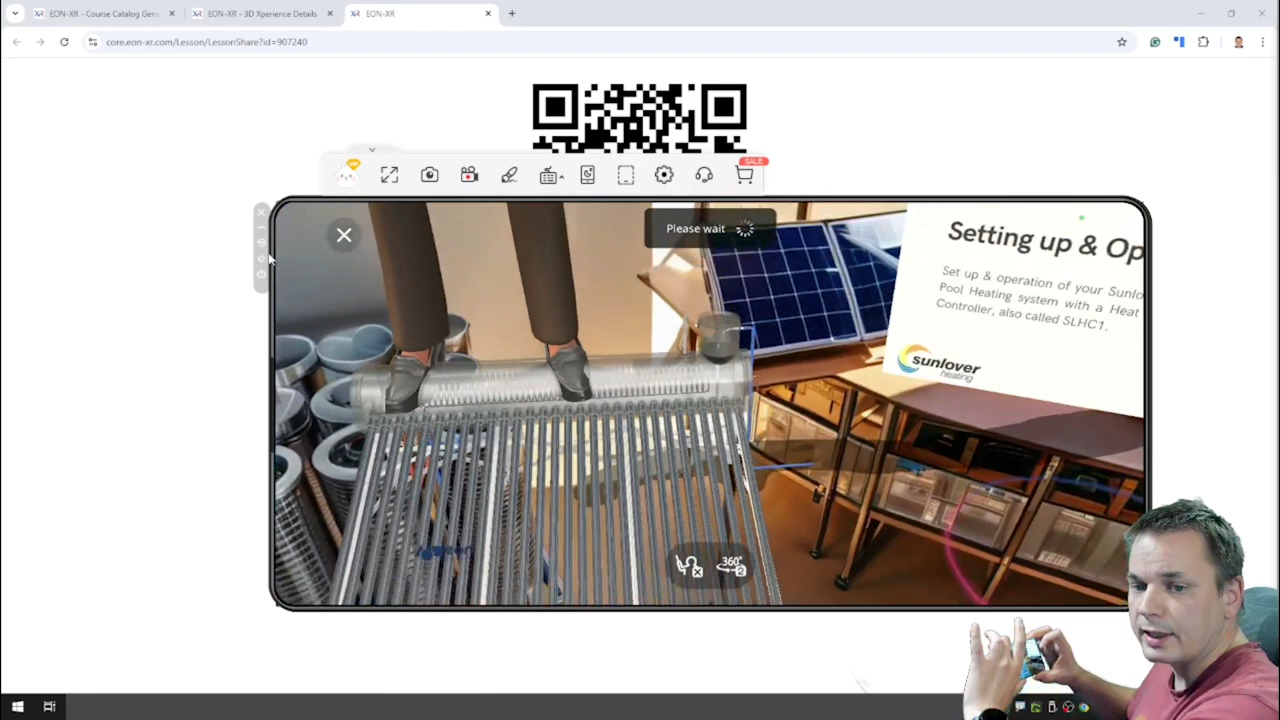 EON-XR - Course Catalog Gene
EON-XR - 3D Xperience Details
EON-XR
core.eon-xr.com/Lesson/LessonShare?id=907240
SALE
Please wait
Setting up & Op
Set up & operation of your Sunlo
Pool Heating system with a Heat
Controller, also called SLHC1.
sunlover
heating
eon
360°